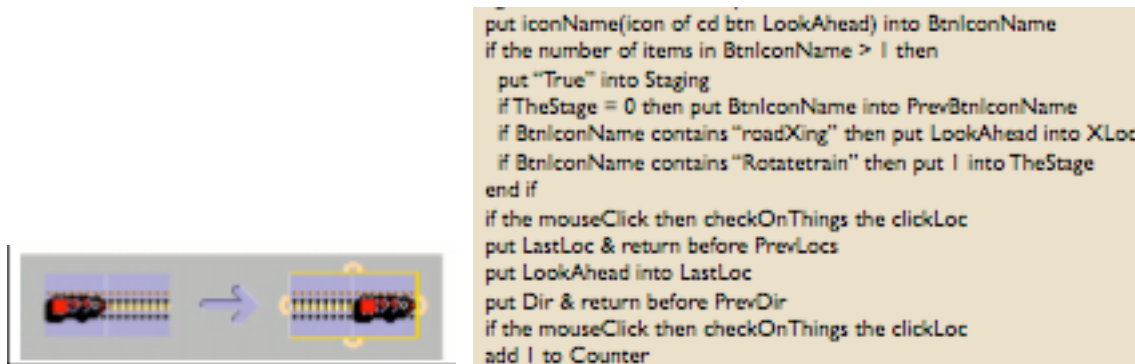 put iconName(icon of cd btn LookAhead) into BtnIconName
if the number of items in BtnIconName > 1 then
put “True” into Staging
if TheStage = 0 then put BtnIconName into PrevBtnIconName
if BtnIconName contains “roadXing” then put LookAhead into XLoc
if BtnIconName contains “Rotatetrain” then put 1 into TheStage
end if
if the mouseClick then checkOnThings the clickLoc
put LastLoc & return before PrevLocs
put LookAhead into LastLoc
put Dir & return before PrevDir
if the mouseClick then checkOnThings the clickLoc
add 1 to Counter